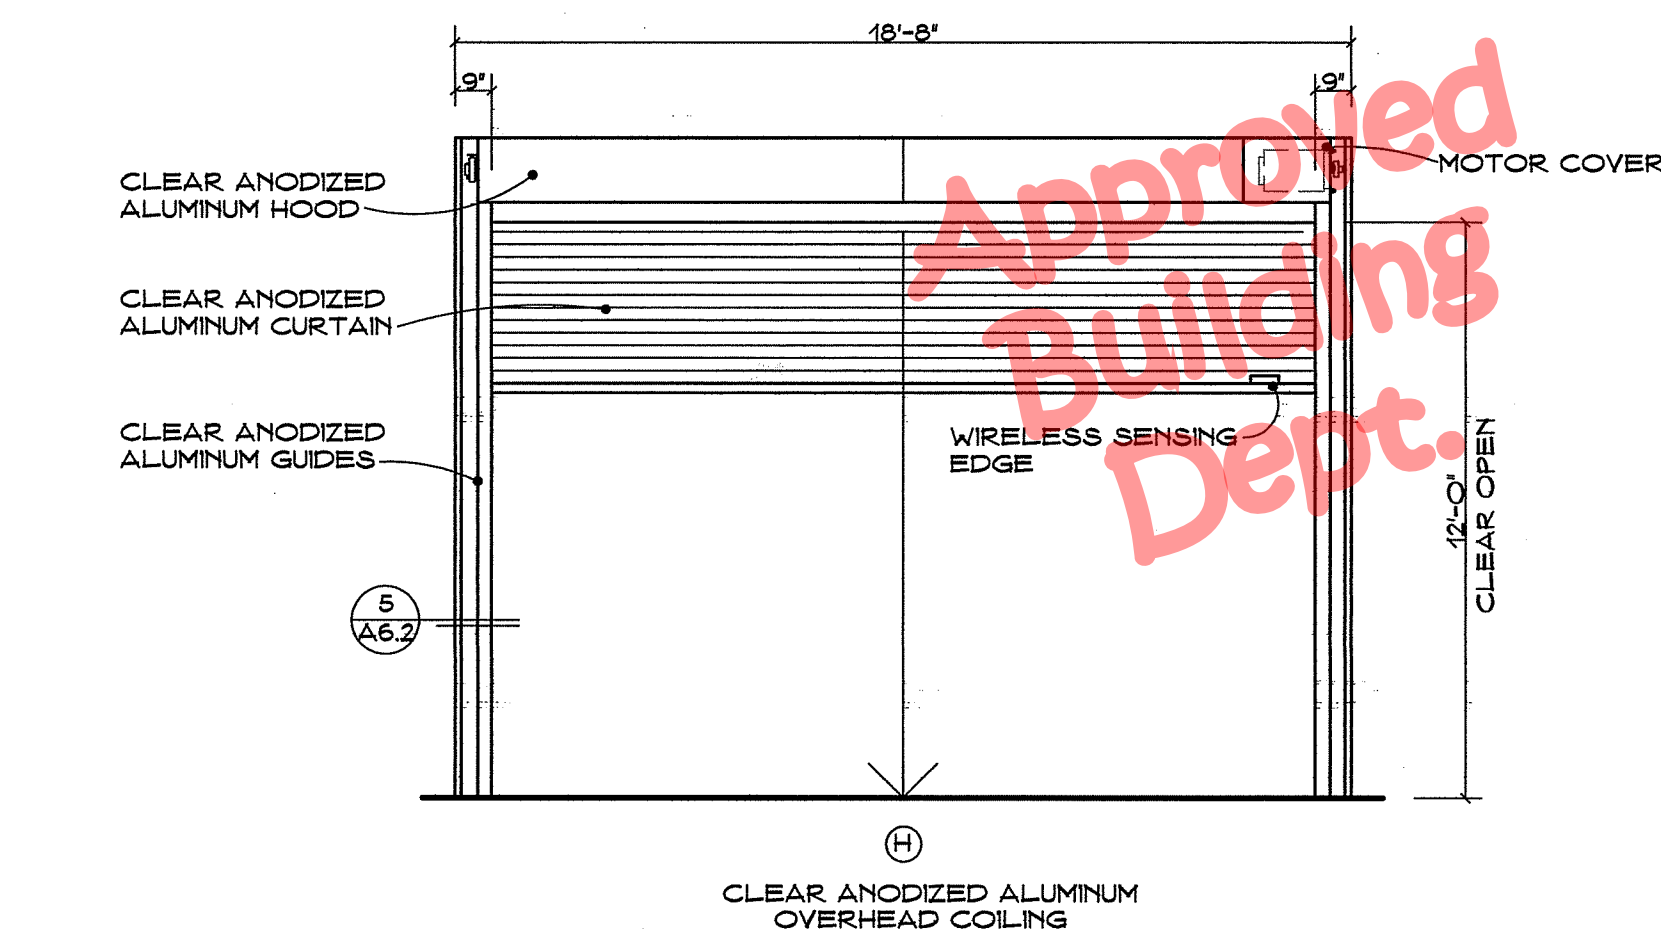 18'-8"
9"
9"
CLEAR ANODIZED
ALUMINUM HOOD
MOTOR COVER
CLEAR ANODIZED
ALUMINUM CURTAIN
CLEAR ANODIZED
ALUMINUM GUIDES
WIRELESS SENSING
EDGE
12'-0"
CLEAR OPEN
5
A6.2
H
CLEAR ANODIZED ALUMINUM
OVERHEAD COILING
Approved
Building
Dept.